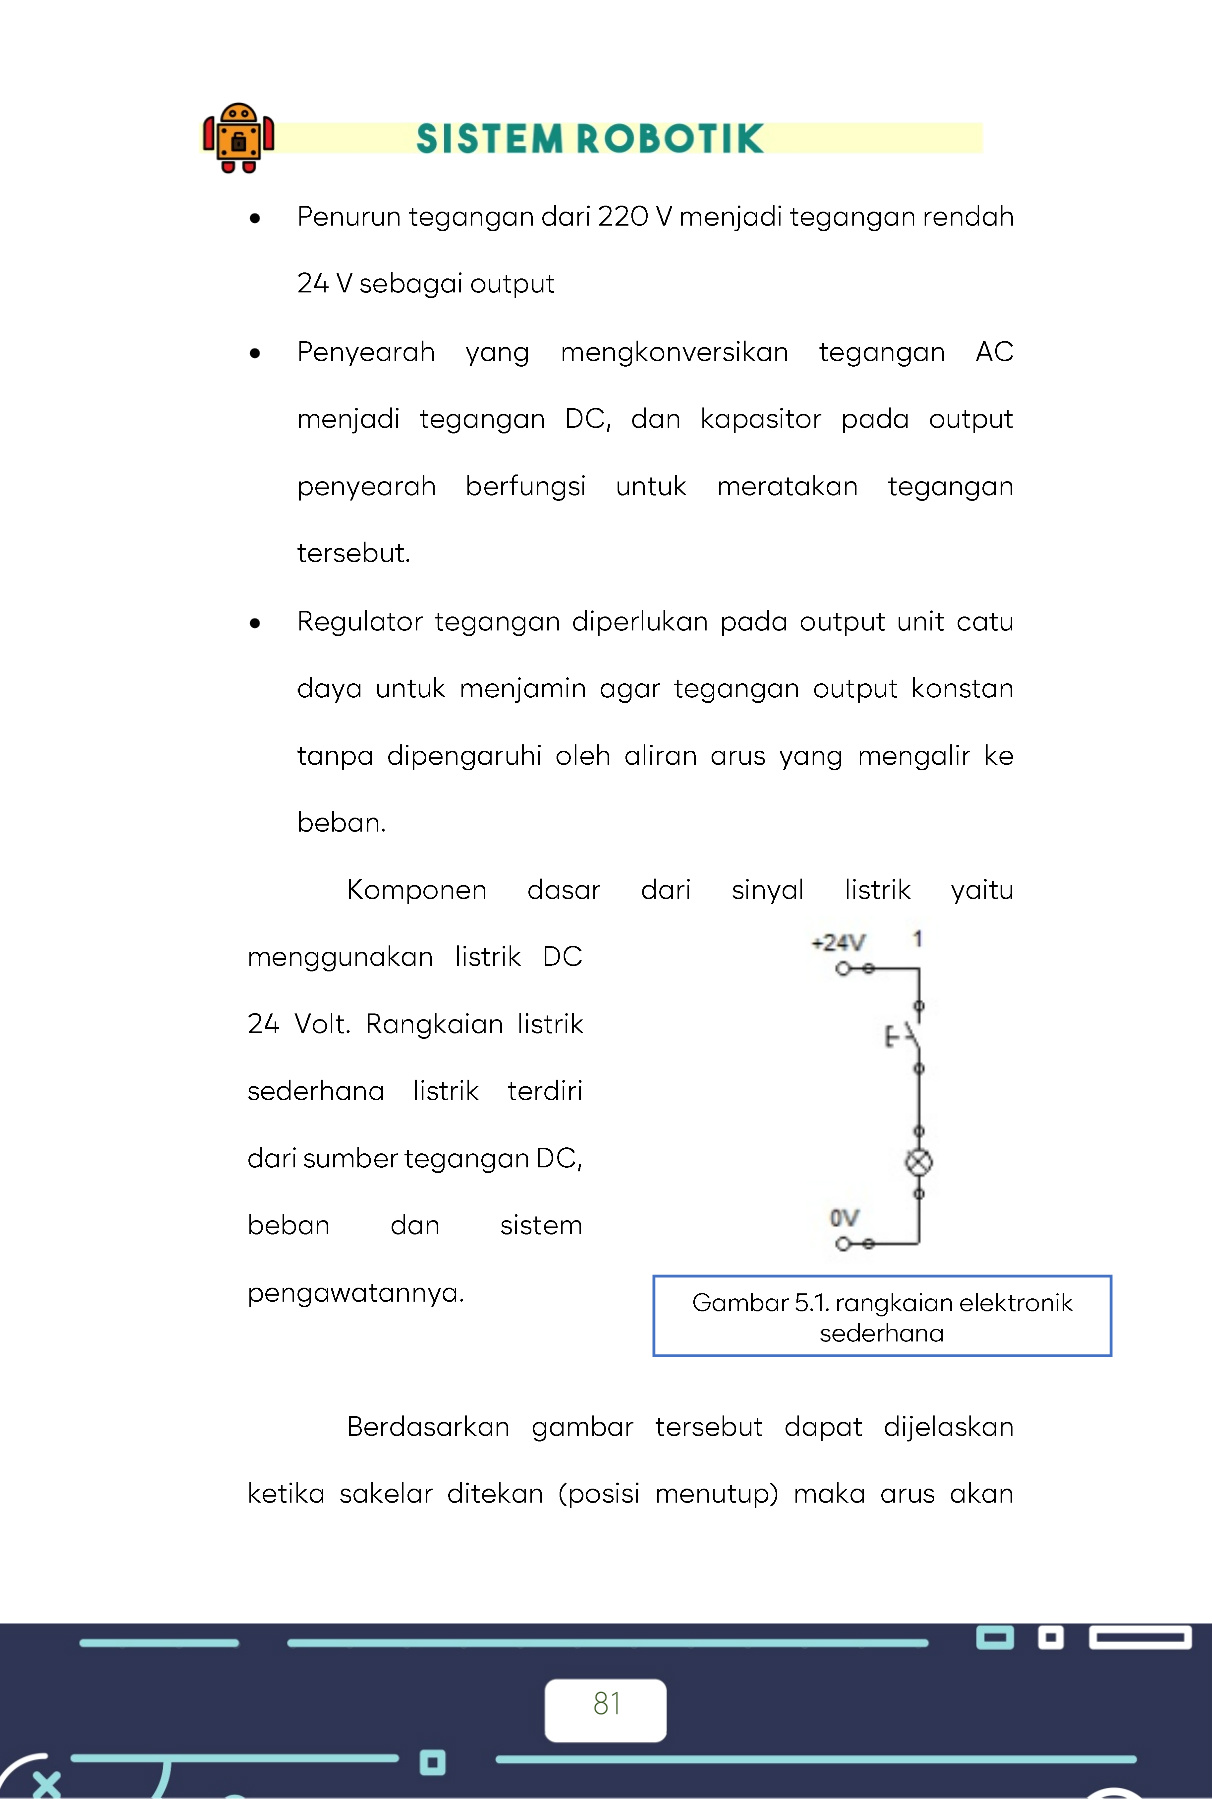 SISTEM ROBOTIK
• Penurun tegangan dari 220 V menjadi tegangan rendah
24 V sebagai output
• Penyearah yang mengkonversikan tegangan AC
menjadi tegangan DC, dan kapasitor pada output
penyearah berfungsi untuk meratakan tegangan
tersebut.
• Regulator tegangan diperlukan pada output unit catu
daya untuk menjamin agar tegangan output konstan
tanpa dipengaruhi oleh aliran arus yang mengalir ke
beban.
Komponen dasar dari sinyal listrik yaitu
menggunakan listrik DC
24 Volt. Rangkaian listrik
sederhana listrik terdiri
dari sumber tegangan DC,
beban dan sistem
pengawatannya.
+24V 1
0V
Gambar 5.1. rangkaian elektronik
sederhana
Berdasarkan gambar tersebut dapat dijelaskan
ketika sakelar ditekan (posisi menutup) maka arus akan
81